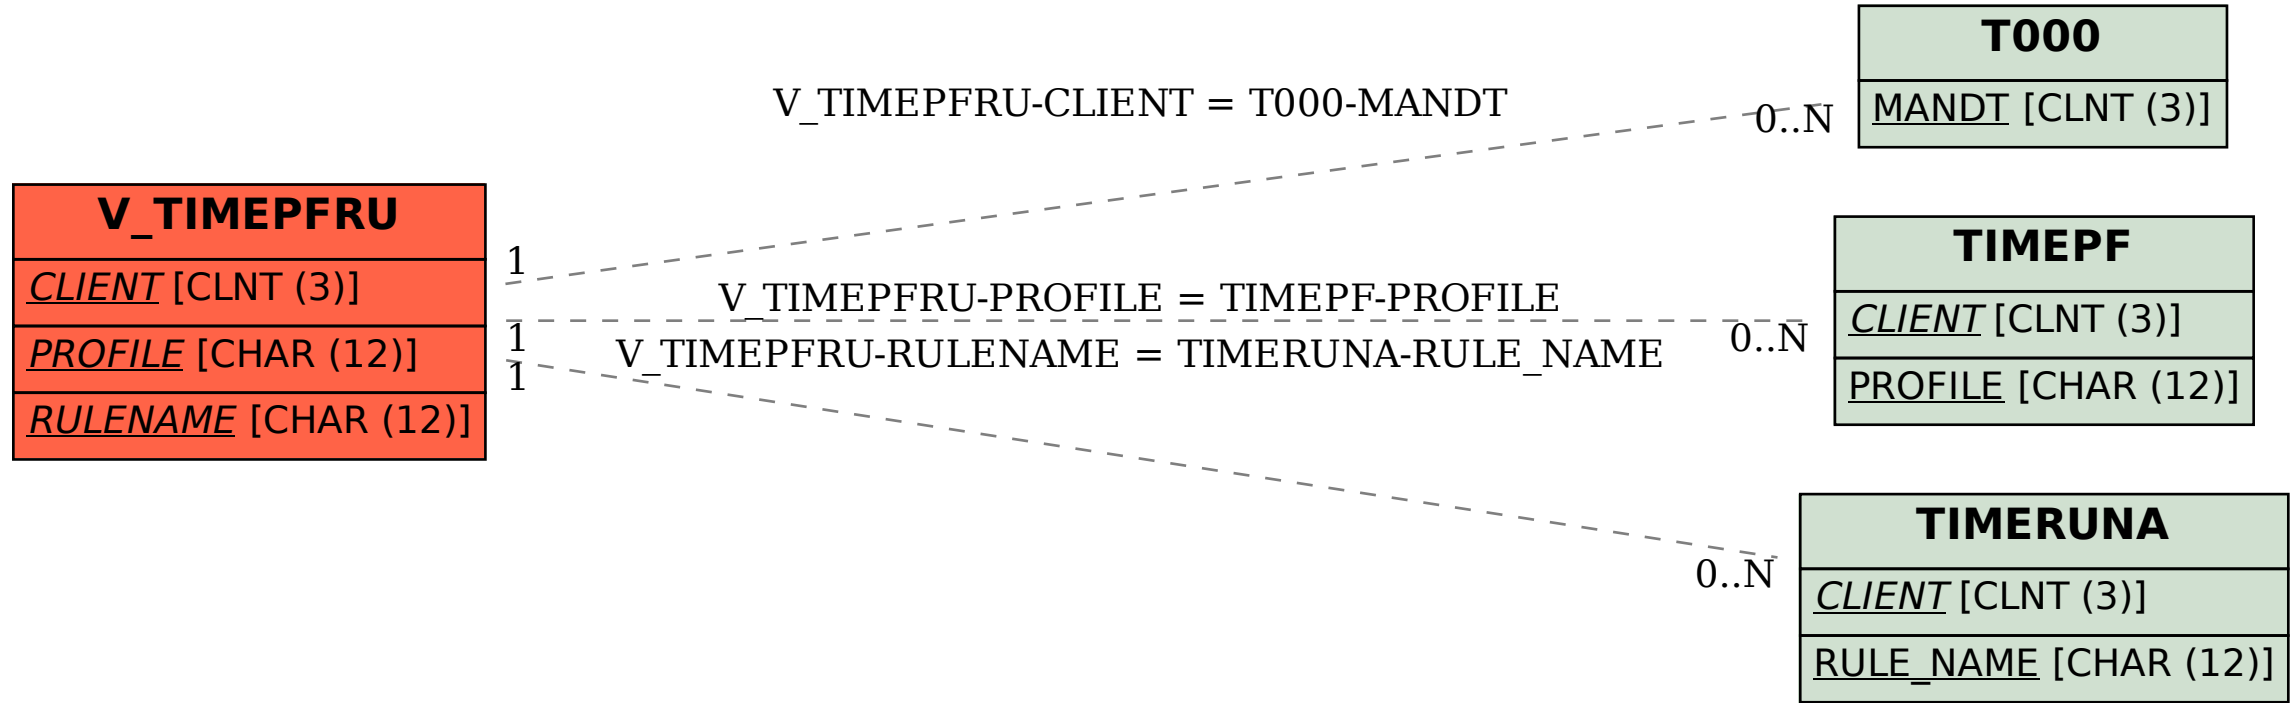 T000
MANDT [CLNT (3)]
V_TIMEPFRU-CLIENT = T000-MANDT
0..N
V_TIMEPFRU
CLIENT [CLNT (3)]
PROFILE [CHAR (12)]
RULENAME [CHAR (12)]
1
1
1
V_TIMEPFRU-PROFILE = TIMEPF-PROFILE
0..N
V_TIMEPFRU-RULENAME = TIMERUNA-RULE_NAME
0..N
TIMEPF
CLIENT [CLNT (3)]
PROFILE [CHAR (12)]
TIMERUNA
CLIENT [CLNT (3)]
RULE_NAME [CHAR (12)]